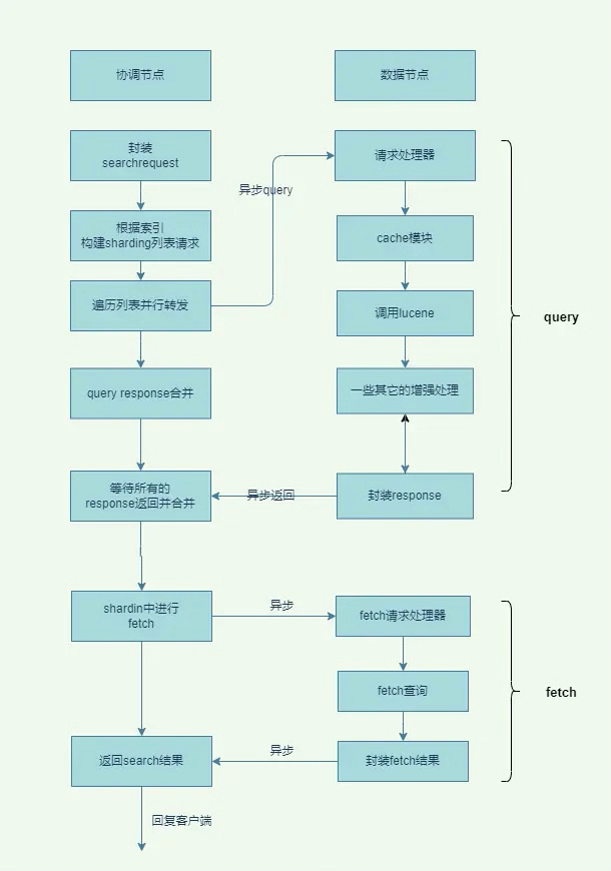 协调节点
数据节点
封装
searchrequest
请求处理器
异步query
根据索引
构建sharding列表请求
cache模块
遍历列表并行转发
调用lucene
query
query response合并
一些其它的增强处理
等待所有的
response返回并合并
异步返回
封装response
shardin中进行
fetch
异步
fetch请求处理器
fetch查询
fetch
返回search结果
异步
封装fetch结果
回复客户端